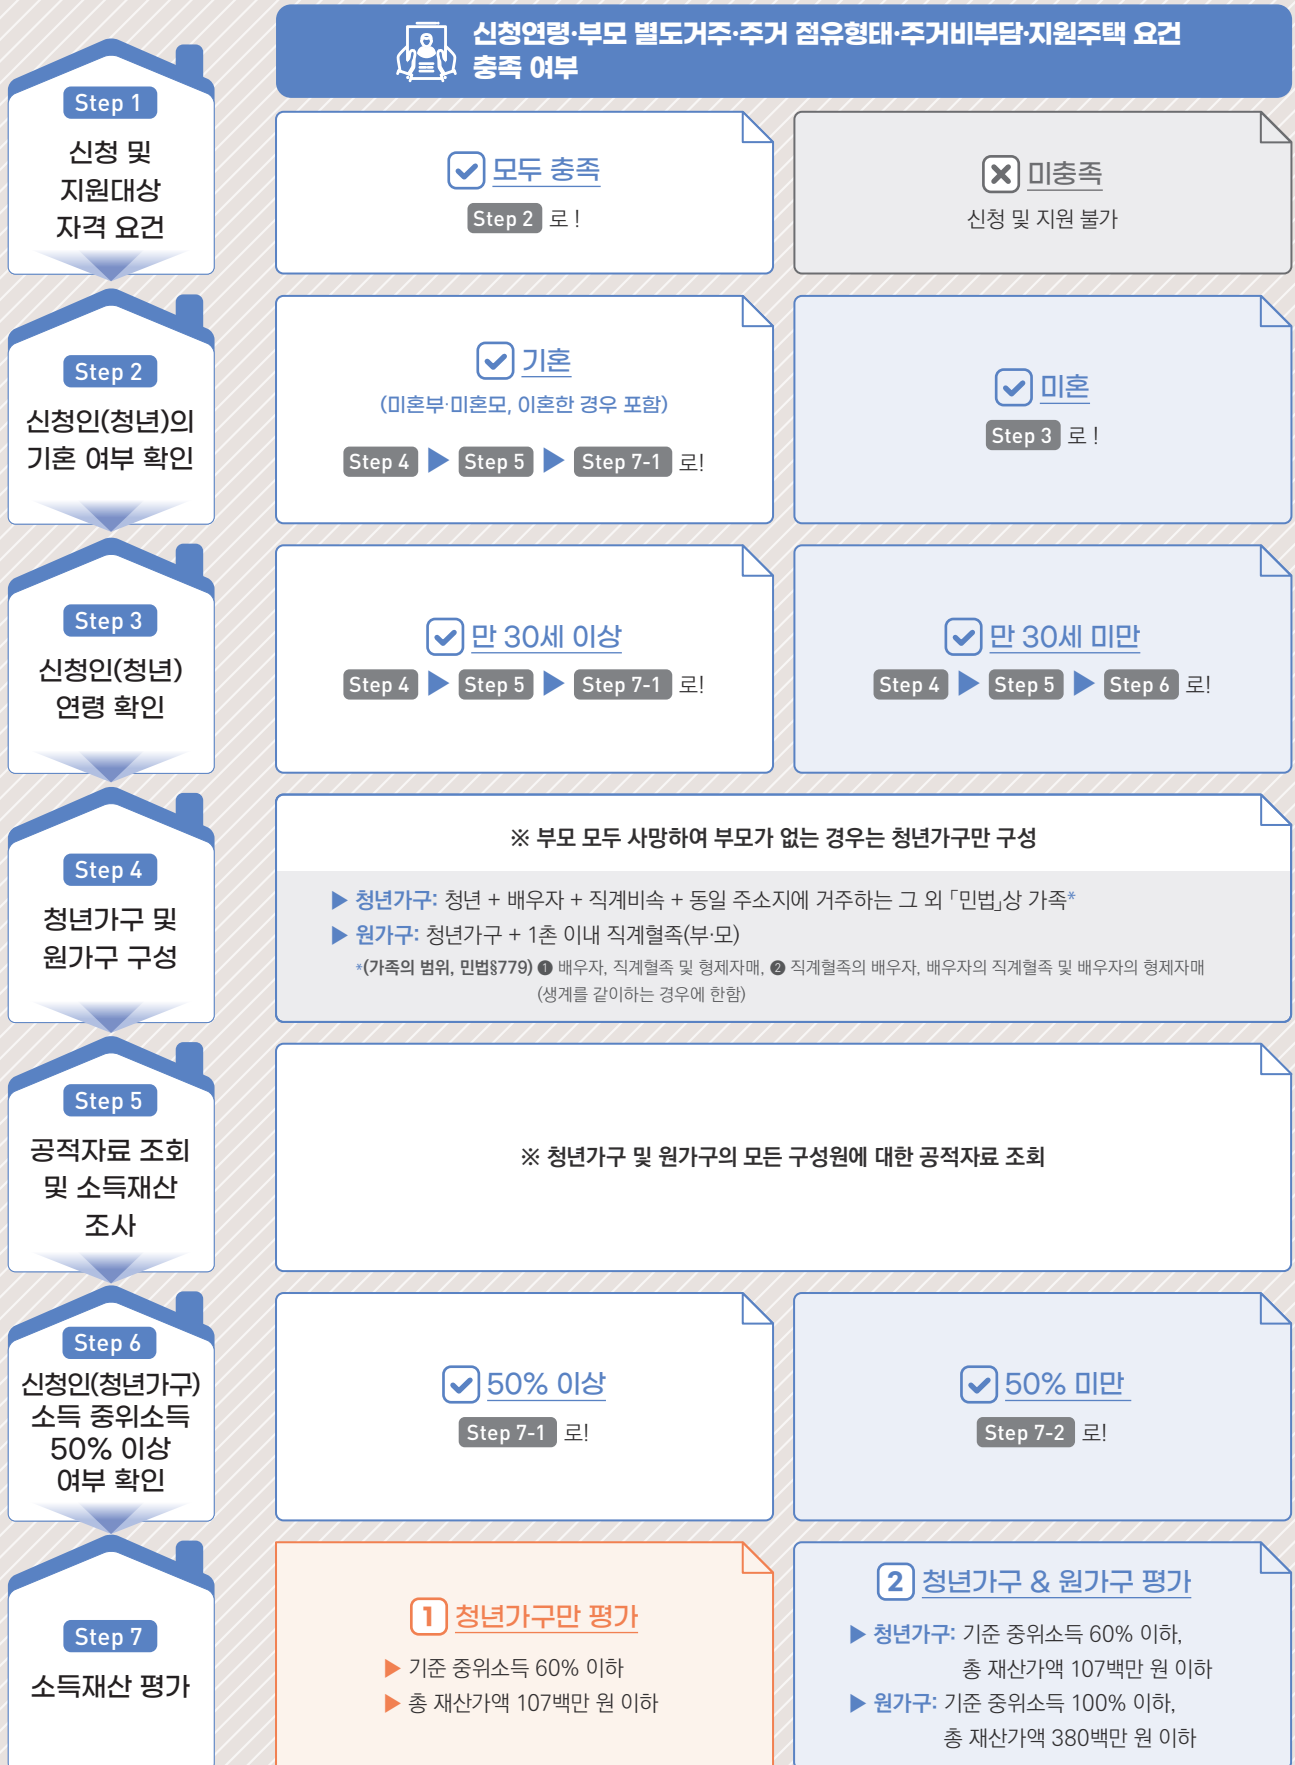 신청연령·부모 별도거주·주거 점유형태·주거비부담·지원주택 요건
충족 여부
Step 1
신청 및
지원대상
자격 요건
모두 충족
Step 2 로 !
미충족
신청 및 지원 불가
Step 2
신청인(청년)의
기혼 여부 확인
기혼
(미혼부·미혼모, 이혼한 경우 포함)
Step 4 ▶ Step 5 ▶ Step 7-1 로!
미혼
Step 3 로 !
Step 3
신청인(청년)
연령 확인
만 30세 이상
Step 4 ▶ Step 5 ▶ Step 7-1 로!
만 30세 미만
Step 4 ▶ Step 5 ▶ Step 6 로!
Step 4
청년가구 및
원가구 구성
※ 부모 모두 사망하여 부모가 없는 경우는 청년가구만 구성
▶ 청년가구: 청년 + 배우자 + 직계비속 + 동일 주소지에 거주하는 그 외 「민법」상 가족*
▶ 원가구: 청년가구 + 1촌 이내 직계혈족(부·모)
*(가족의 범위, 민법§779) ❶ 배우자, 직계혈족 및 형제자매, ❷ 직계혈족의 배우자, 배우자의 직계혈족 및 배우자의 형제자매
(생계를 같이하는 경우에 한함)
Step 5
공적자료 조회
및 소득재산
조사
※ 청년가구 및 원가구의 모든 구성원에 대한 공적자료 조회
Step 6
신청인(청년가구)
소득 중위소득
50% 이상
여부 확인
50% 이상
Step 7-1 로!
50% 미만
Step 7-2 로!
Step 7
소득재산 평가
1 청년가구만 평가
▶ 기준 중위소득 60% 이하
▶ 총 재산가액 107백만 원 이하
2 청년가구 & 원가구 평가
▶ 청년가구: 기준 중위소득 60% 이하,
총 재산가액 107백만 원 이하
▶ 원가구: 기준 중위소득 100% 이하,
총 재산가액 380백만 원 이하